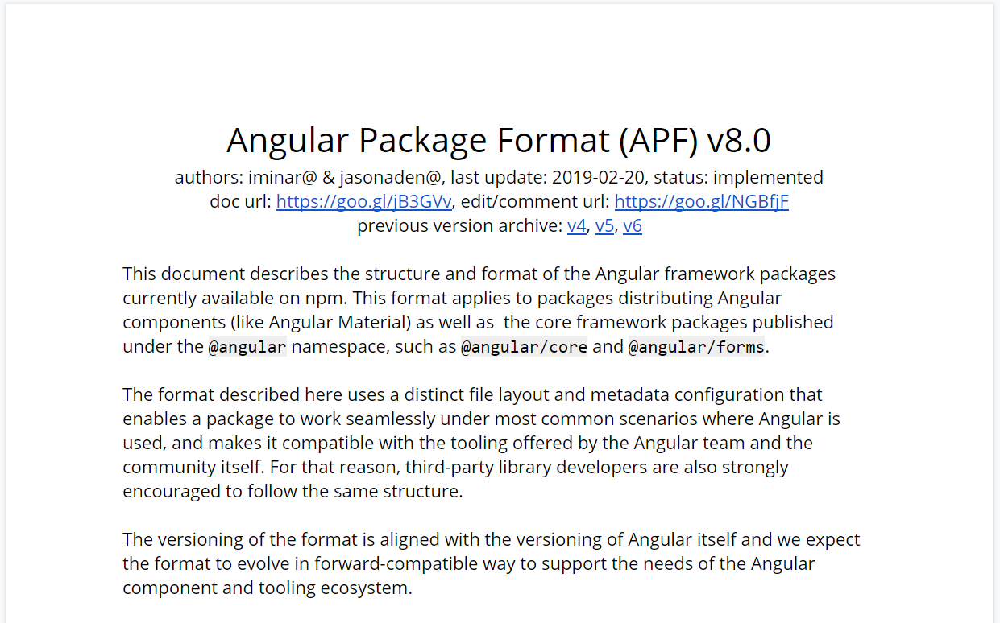 Angular Package Format (APF) v8.0
authors: iminar@ & jasonaden@, last update: 2019-02-20, status: implemented
doc url: https://goo.gl/jB3GVv, edit/comment url: https://goo.gl/NGBfjF
previous version archive: v4, v5, v6
This document describes the structure and format of the Angular framework packages
currently available on npm. This format applies to packages distributing Angular
components (like Angular Material) as well as  the core framework packages published
under the @angular namespace, such as @angular/core and @angular/forms.
The format described here uses a distinct file layout and metadata configuration that
enables a package to work seamlessly under most common scenarios where Angular is
used, and makes it compatible with the tooling offered by the Angular team and the
community itself. For that reason, third-party library developers are also strongly
encouraged to follow the same structure.
The versioning of the format is aligned with the versioning of Angular itself and we expect
the format to evolve in forward-compatible way to support the needs of the Angular
component and tooling ecosystem.